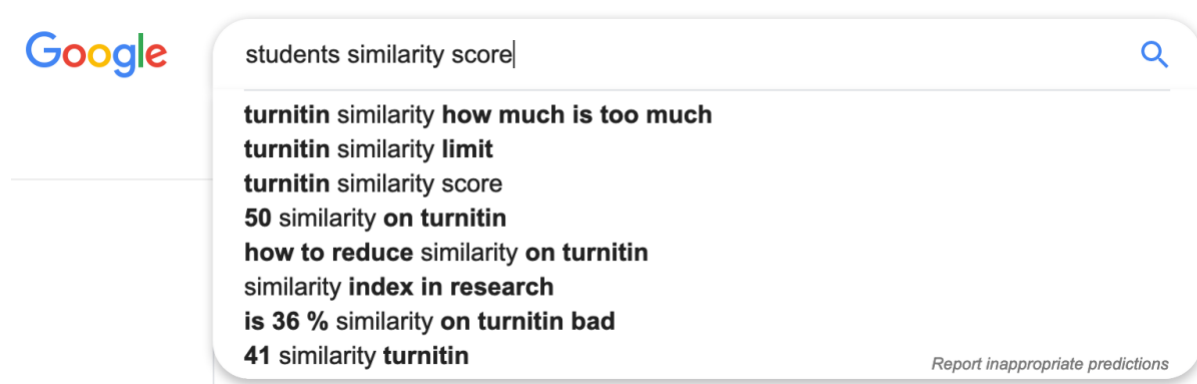 Google
students similarity score
turnitin similarity how much is too much
turnitin similarity limit
turnitin similarity score
50 similarity on turnitin
how to reduce similarity on turnitin
similarity index in research
is 36 % similarity on turnitin bad
41 similarity turnitin
Report inappropriate predictions